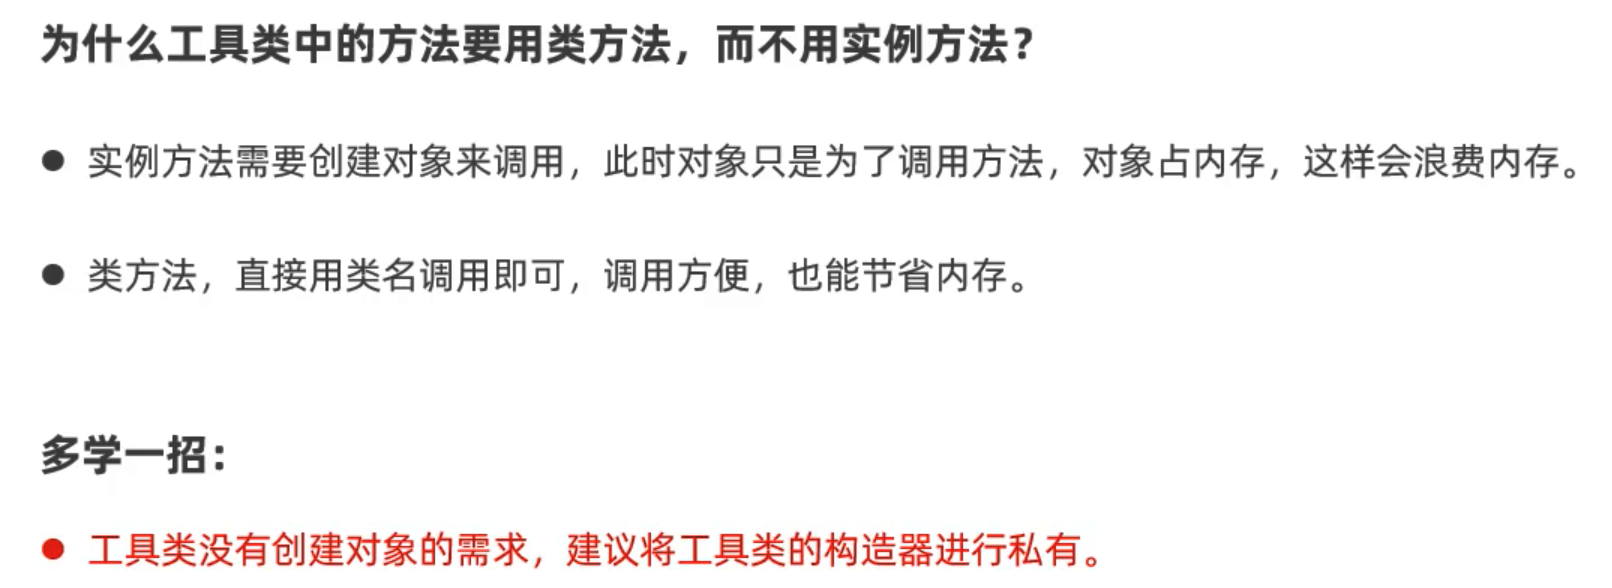 为什么工具类中的方法要用类方法，而不用实例方法？
● 实例方法需要创建对象来调用，此时对象只是为了调用方法，对象占内存，这样会浪费内存。
● 类方法，直接用类名调用即可，调用方便，也能节省内存。
多学一招：
● 工具类没有创建对象的需求，建议将工具类的构造器进行私有。